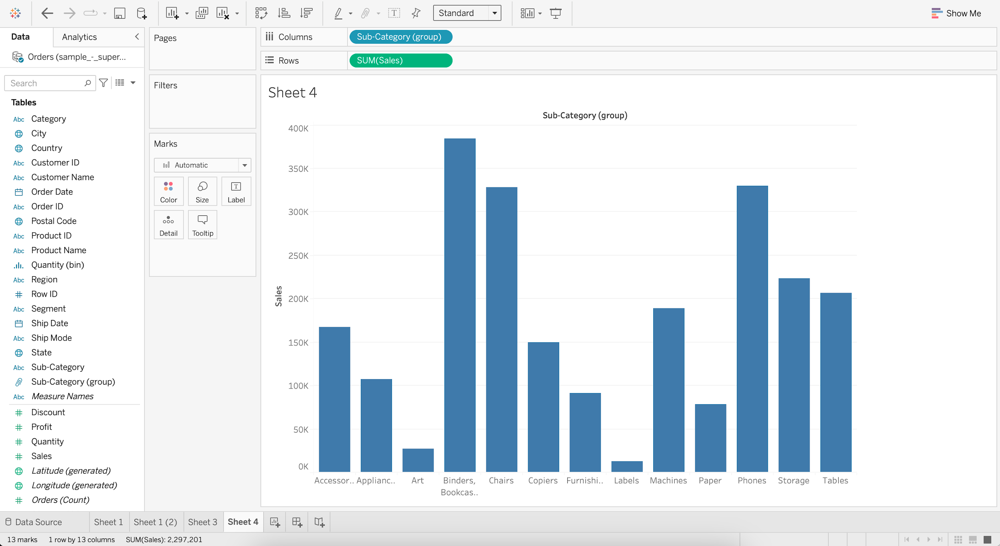 Standard
Show Me
Data
Analytics
Orders (sample_-_super...
Search
Tables
Abc Category
City
Country
Abc Customer ID
Abc Customer Name
Order Date
Abc Order ID
Postal Code
Abc Product ID
Abc Product Name
Quantity (bin)
Abc Region
Row ID
Abc Segment
Ship Date
Abc Ship Mode
State
Abc Sub-Category
Sub-Category (group)
Abc Measure Names
Discount
Profit
Quantity
Sales
Latitude (generated)
Longitude (generated)
Orders (Count)
Pages
Filters
Marks
Automatic
Color Size Label
Detail Tooltip
Columns Sub-Category (group)
Rows SUM(Sales)
Sheet 4
Sub-Category (group)
400K
350K
300K
250K
200K
150K
100K
50K
0K
Sales
Accessor.. Applianc.. Art Binders, Bookcas.. Chairs Copiers Furnishi.. Labels Machines Paper Phones Storage Tables
Data Source Sheet 1 Sheet 1 (2) Sheet 3 Sheet 4
13 marks 1 row by 13 columns SUM(Sales): 2,297,201